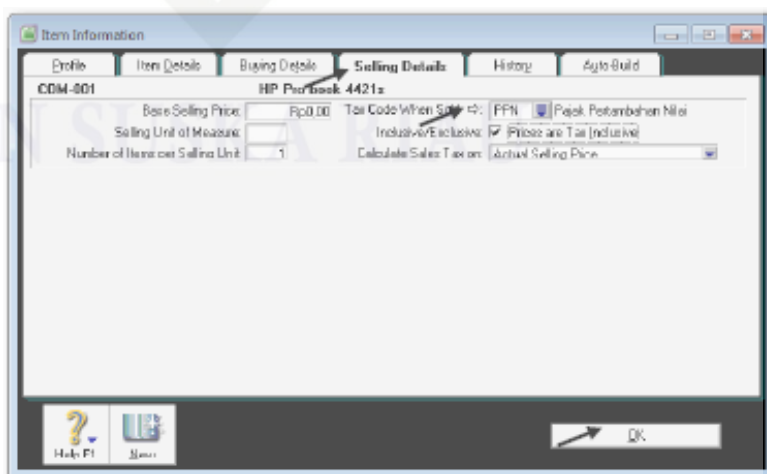 Item Information
Profile Item Details Buying Details Selling Details History Auto-Build
COM-001 HP ProBook 4421s
Base Selling Price: Rp0.00 Tax Code When Sold: PPN Pajak Pertambahan Nilai
Selling Unit of Measure: Inclusive/Exclusive: Prices are Tax Inclusive
Number of Items per Selling Unit: 1 Calculate Sales Tax on: Actual Selling Price
Help F1 New OK